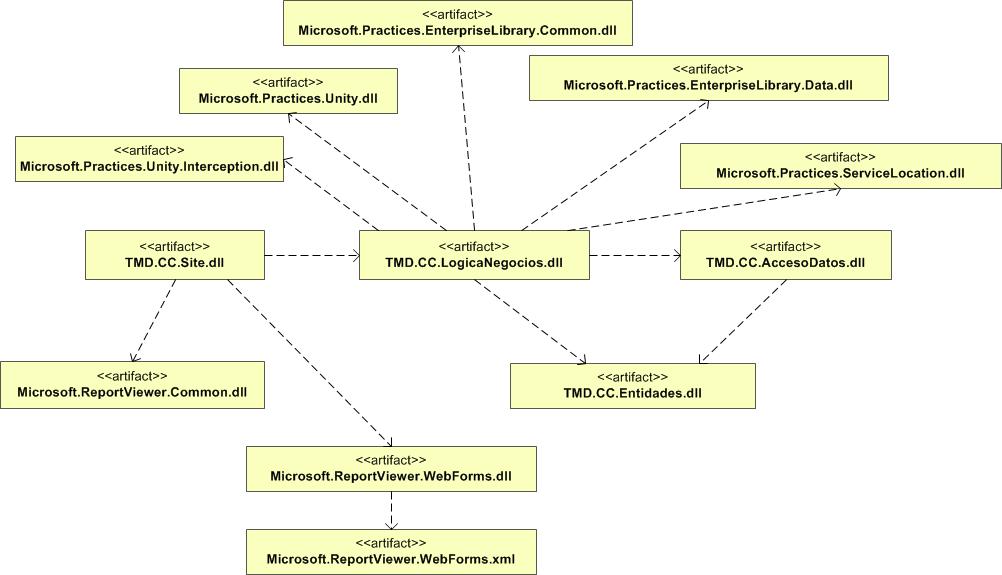 <<artifact>>
Microsoft.Practices.EnterpriseLibrary.Common.dll
<<artifact>>
Microsoft.Practices.EnterpriseLibrary.Data.dll
<<artifact>>
Microsoft.Practices.Unity.dll
<<artifact>>
Microsoft.Practices.Unity.Interception.dll
<<artifact>>
Microsoft.Practices.ServiceLocation.dll
<<artifact>>
TMD.CC.Site.dll
<<artifact>>
TMD.CC.LogicaNegocios.dll
<<artifact>>
TMD.CC.AccesoDatos.dll
<<artifact>>
Microsoft.ReportViewer.Common.dll
<<artifact>>
TMD.CC.Entidades.dll
<<artifact>>
Microsoft.ReportViewer.WebForms.dll
<<artifact>>
Microsoft.ReportViewer.WebForms.xml